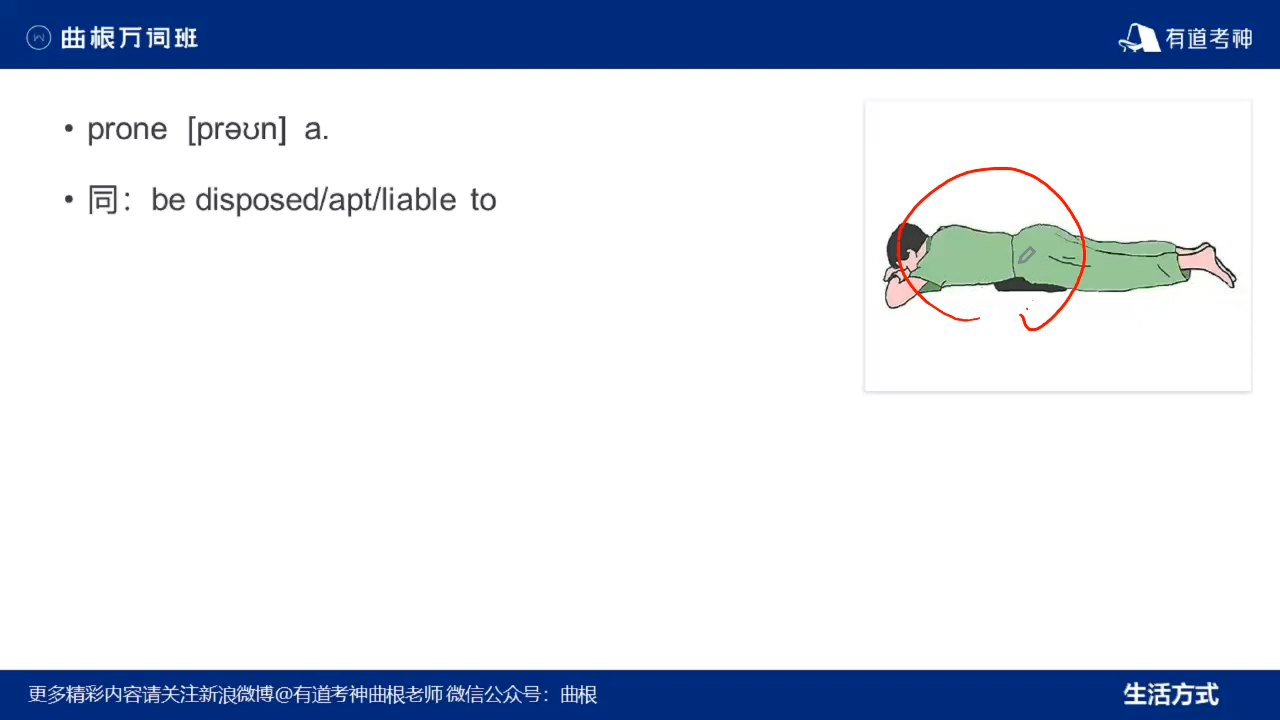 曲根万词班
有道考神
• prone [prəʊn] a.
• 同：be disposed/apt/liable to
更多精彩内容请关注新浪微博@有道考神曲根老师 微信公众号：曲根
生活方式